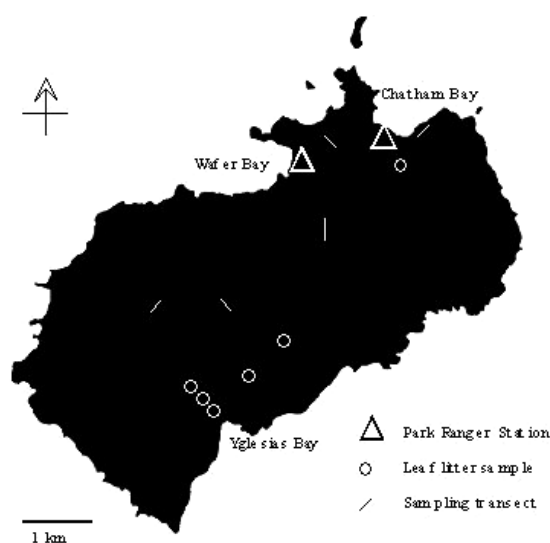 Chatham Bay
Wafer Bay
Yglesias Bay
Park Ranger Station
Leaf litter sample
Sampling transect
1 km